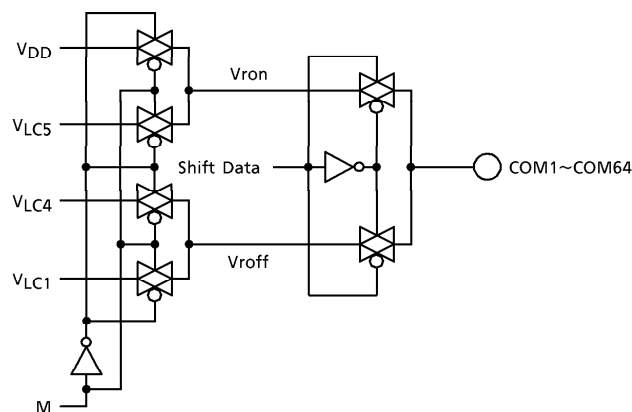 VDD
Vron
VLC5
Shift Data
COM1~COM64
VLC4
Vroff
VLC1
M